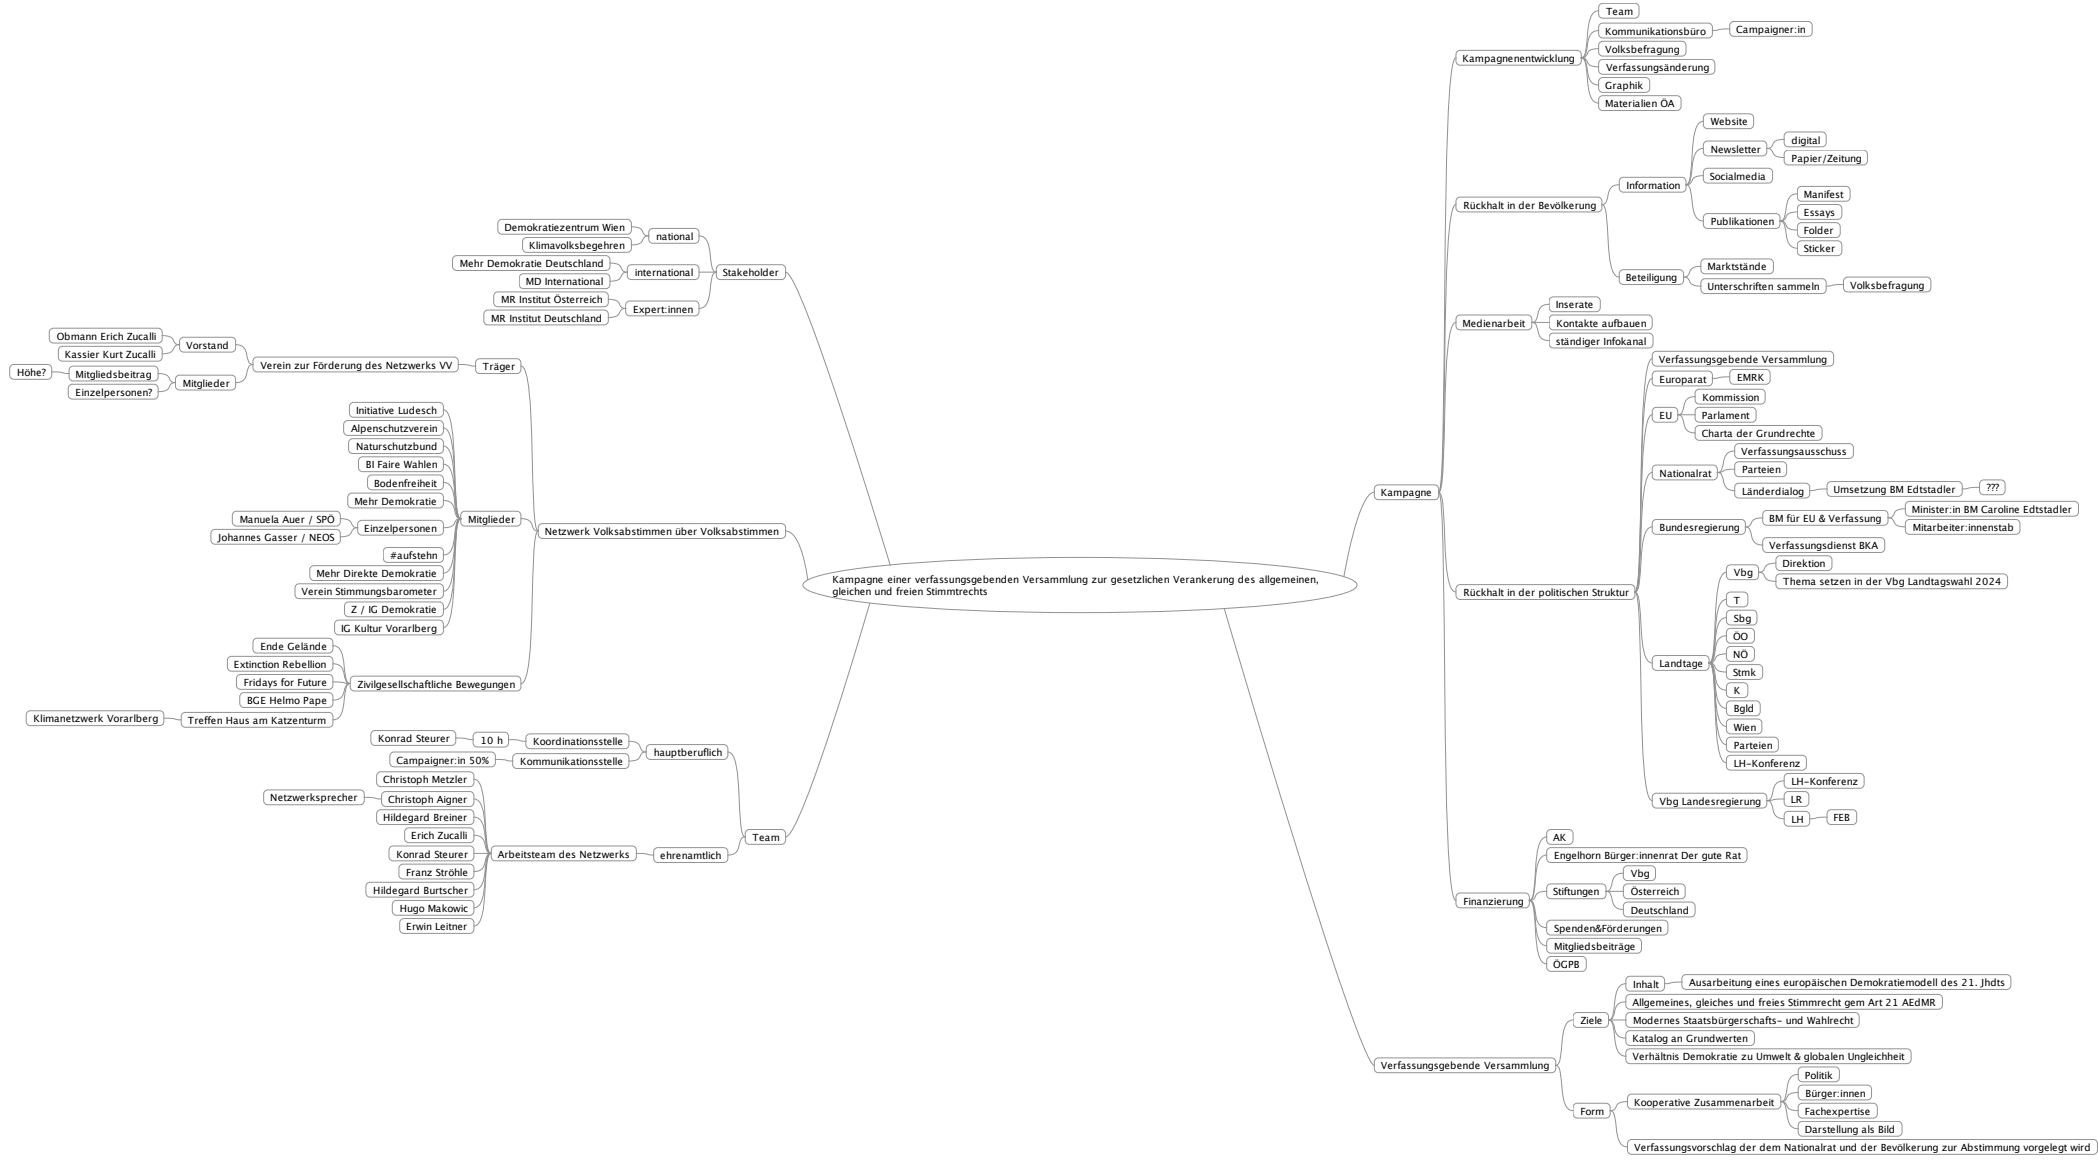 Kampagne einer verfassungsgebenden Versammlung zur gesetzlichen Verankerung des allgemeinen,
gleichen und freien Stimmtrechts
Stakeholder
national
Demokratiezentrum Wien
Klimavolksbegehren
international
Mehr Demokratie Deutschland
MD International
Expert:innen
MR Institut Österreich
MR Institut Deutschland
Netzwerk Volksabstimmen über Volksabstimmen
Träger
Verein zur Förderung des Netzwerks VV
Vorstand
Obmann Erich Zucalli
Kassier Kurt Zucalli
Mitglieder
Mitgliedsbeitrag
Höhe?
Einzelpersonen?
Mitglieder
Initiative Ludesch
Alpenschutzverein
Naturschutzbund
BI Faire Wahlen
Bodenfreiheit
Mehr Demokratie
Einzelpersonen
Manuela Auer / SPÖ
Johannes Gasser / NEOS
#aufstehn
Mehr Direkte Demokratie
Verein Stimmungsbarometer
Z / IG Demokratie
IG Kultur Vorarlberg
Zivilgesellschaftliche Bewegungen
Ende Gelände
Extinction Rebellion
Fridays for Future
BGE Helmo Pape
Treffen Haus am Katzenturm
Klimanetzwerk Vorarlberg
Team
hauptberuflich
Koordinationsstelle
10 h
Konrad Steurer
Kommunikationsstelle
Campaigner:in 50%
ehrenamtlich
Arbeitsteam des Netzwerks
Christoph Metzler
Christoph Aigner
Netzwerksprecher
Hildegard Breiner
Erich Zucalli
Konrad Steurer
Franz Ströhle
Hildegard Burtscher
Hugo Makowic
Erwin Leitner
Kampagne
Kampagnenentwicklung
Team
Kommunikationsbüro
Campaigner:in
Volksbefragung
Verfassungsänderung
Graphik
Materialien ÖA
Rückhalt in der Bevölkerung
Information
Website
Newsletter
digital
Papier/Zeitung
Socialmedia
Publikationen
Manifest
Essays
Folder
Sticker
Beteiligung
Marktstände
Unterschriften sammeln
Volksbefragung
Medienarbeit
Inserate
Kontakte aufbauen
ständiger Infokanal
Rückhalt in der politischen Struktur
Verfassungsgebende Versammlung
Europarat
EMRK
EU
Kommission
Parlament
Charta der Grundrechte
Nationalrat
Verfassungsausschuss
Parteien
Länderdialog
Umsetzung BM Edtstadler
???
Bundesregierung
BM für EU & Verfassung
Minister:in BM Caroline Edtstadler
Mitarbeiter:innenstab
Verfassungsdienst BKA
Landtage
Vbg
Direktion
Thema setzen in der Vbg Landtagswahl 2024
T
Sbg
ÖO
NÖ
Stmk
K
Bgld
Wien
Parteien
LH-Konferenz
Vbg Landesregierung
LH-Konferenz
LR
LH
FEB
Finanzierung
AK
Engelhorn Bürger:innenrat Der gute Rat
Stiftungen
Vbg
Österreich
Deutschland
Spenden&Förderungen
Mitgliedsbeiträge
ÖGPB
Verfassungsgebende Versammlung
Ziele
Inhalt
Ausarbeitung eines europäischen Demokratiemodell des 21. Jhdts
Allgemeines, gleiches und freies Stimmrecht gem Art 21 AEdMR
Modernes Staatsbürgerschafts- und Wahlrecht
Katalog an Grundwerten
Verhältnis Demokratie zu Umwelt & globalen Ungleichheit
Form
Kooperative Zusammenarbeit
Politik
Bürger:innen
Fachexpertise
Darstellung als Bild
Verfassungsvorschlag der dem Nationalrat und der Bevölkerung zur Abstimmung vorgelegt wird